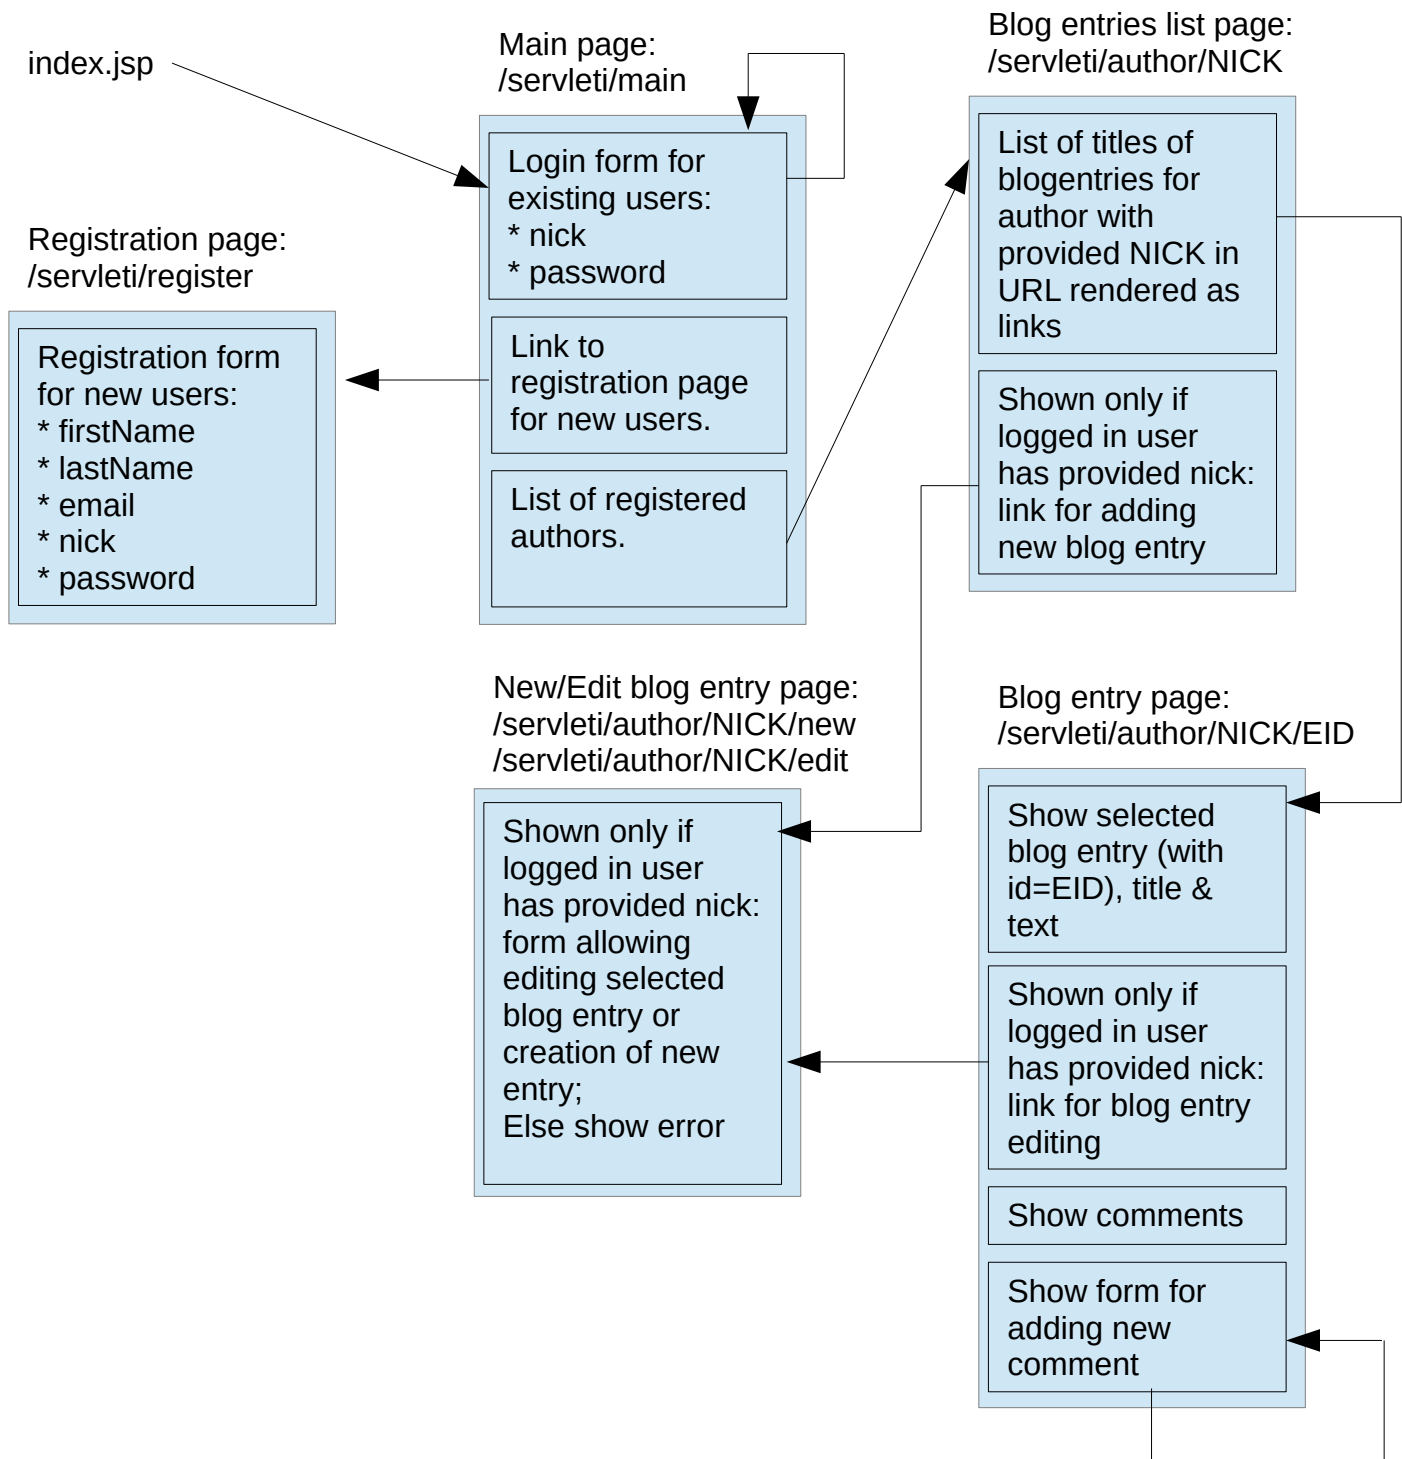 index.jsp
Main page:
/servleti/main
Login form for
existing users:
* nick
* password
Link to
registration page
for new users.
List of registered
authors.
Registration page:
/servleti/register
Registration form
for new users:
* firstName
* lastName
* email
* nick
* password
Blog entries list page:
/servleti/author/NICK
List of titles of
blogentries for
author with
provided NICK in
URL rendered as
links
Shown only if
logged in user
has provided nick:
link for adding
new blog entry
New/Edit blog entry page:
/servleti/author/NICK/new
/servleti/author/NICK/edit
Shown only if
logged in user
has provided nick:
form allowing
editing selected
blog entry or
creation of new
entry;
Else show error
Blog entry page:
/servleti/author/NICK/EID
Show selected
blog entry (with
id=EID), title &
text
Shown only if
logged in user
has provided nick:
link for blog entry
editing
Show comments
Show form for
adding new
comment